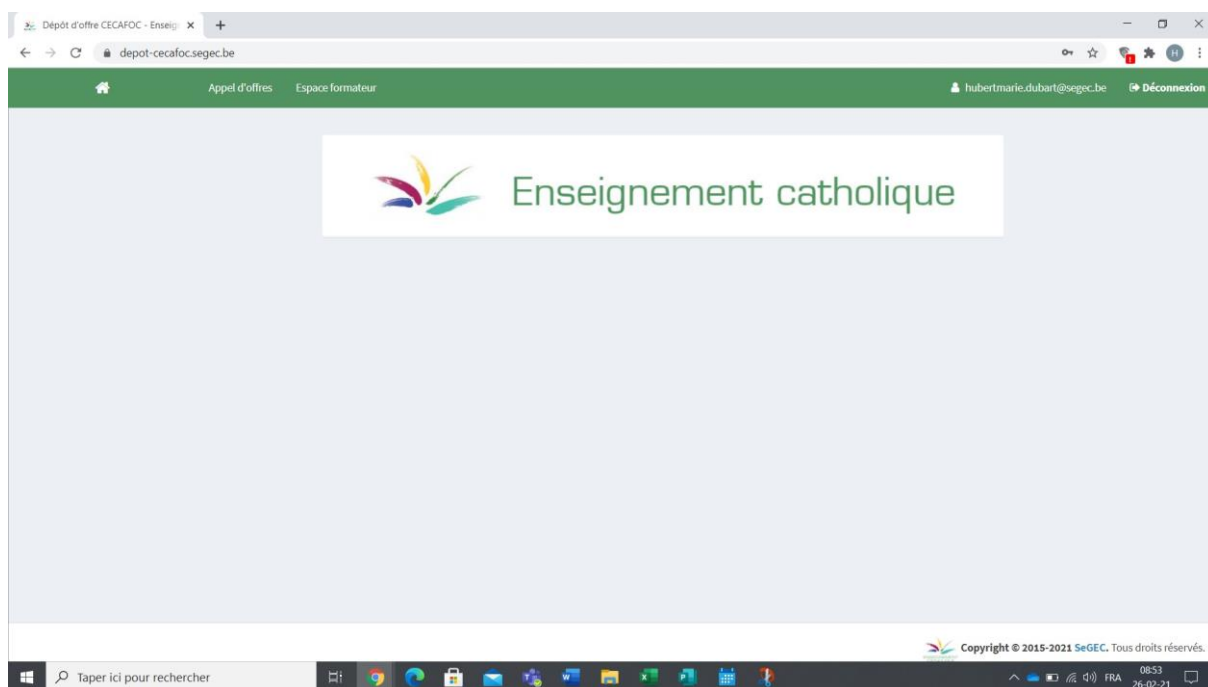 Dépôt d'offre CECAFOC - Enseig
depot-cecafoc.segec.be
H
Appel d'offres Espace formateur hubertmarie.dubart@segec.be Déconnexion
Enseignement catholique
Copyright © 2015-2021 SeGEC. Tous droits réservés.
Taper ici pour rechercher FRA 08:53
26-02-21